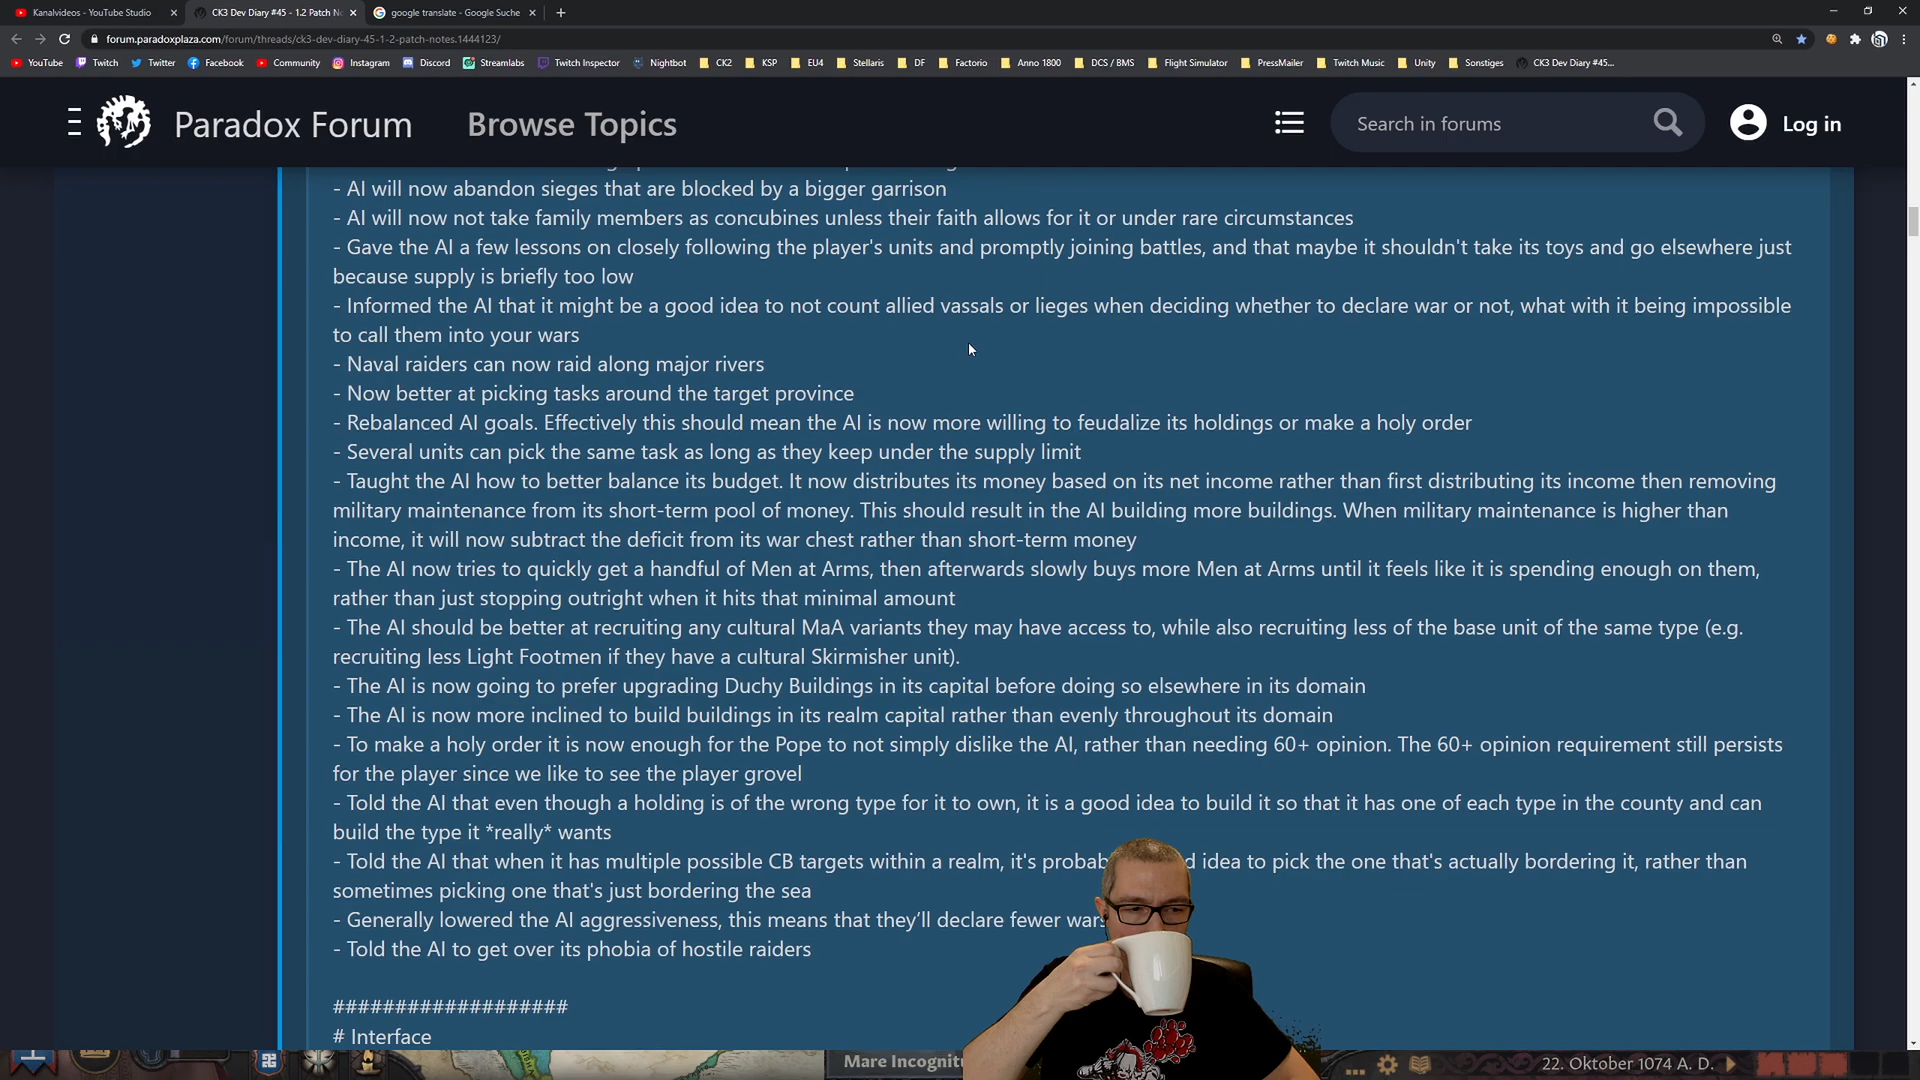 Kanalvideos - YouTube Studio
CK3 Dev Diary #45 - 1.2 Patch N
google translate - Google Suche
forum.paradoxplaza.com/forum/threads/ck3-dev-diary-45-1-2-patch-notes.1444123/
YouTube Twitch Twitter Facebook Community Instagram Discord Streamlabs Twitch Inspector Nightbot CK2 KSP EU4 Stellaris DF Factorio Anno 1800 DCS / BMS Flight Simulator PressMailer Twitch Music Unity Sonstiges CK3 Dev Diary #45...
Paradox Forum Browse Topics Search in forums Log in
- AI will now abandon sieges that are blocked by a bigger garrison
- AI will now not take family members as concubines unless their faith allows for it or under rare circumstances
- Gave the AI a few lessons on closely following the player's units and promptly joining battles, and that maybe it shouldn't take its toys and go elsewhere just
because supply is briefly too low
- Informed the AI that it might be a good idea to not count allied vassals or lieges when deciding whether to declare war or not, what with it being impossible
to call them into your wars
- Naval raiders can now raid along major rivers
- Now better at picking tasks around the target province
- Rebalanced AI goals. Effectively this should mean the AI is now more willing to feudalize its holdings or make a holy order
- Several units can pick the same task as long as they keep under the supply limit
- Taught the AI how to better balance its budget. It now distributes its money based on its net income rather than first distributing its income then removing
military maintenance from its short-term pool of money. This should result in the AI building more buildings. When military maintenance is higher than
income, it will now subtract the deficit from its war chest rather than short-term money
- The AI now tries to quickly get a handful of Men at Arms, then afterwards slowly buys more Men at Arms until it feels like it is spending enough on them,
rather than just stopping outright when it hits that minimal amount
- The AI should be better at recruiting any cultural MaA variants they may have access to, while also recruiting less of the base unit of the same type (e.g.
recruiting less Light Footmen if they have a cultural Skirmisher unit).
- The AI is now going to prefer upgrading Duchy Buildings in its capital before doing so elsewhere in its domain
- The AI is now more inclined to build buildings in its realm capital rather than evenly throughout its domain
- To make a holy order it is now enough for the Pope to not simply dislike the AI, rather than needing 60+ opinion. The 60+ opinion requirement still persists
for the player since we like to see the player grovel
- Told the AI that even though a holding is of the wrong type for it to own, it is a good idea to build it so that it has one of each type in the county and can
build the type it *really* wants
- Told the AI that when it has multiple possible CB targets within a realm, it's probab d idea to pick the one that's actually bordering it, rather than
sometimes picking one that's just bordering the sea
- Generally lowered the AI aggressiveness, this means that they’ll declare fewer wars
- Told the AI to get over its phobia of hostile raiders
###################
# Interface
Mare Incognit
22. Oktober 1074 A. D.